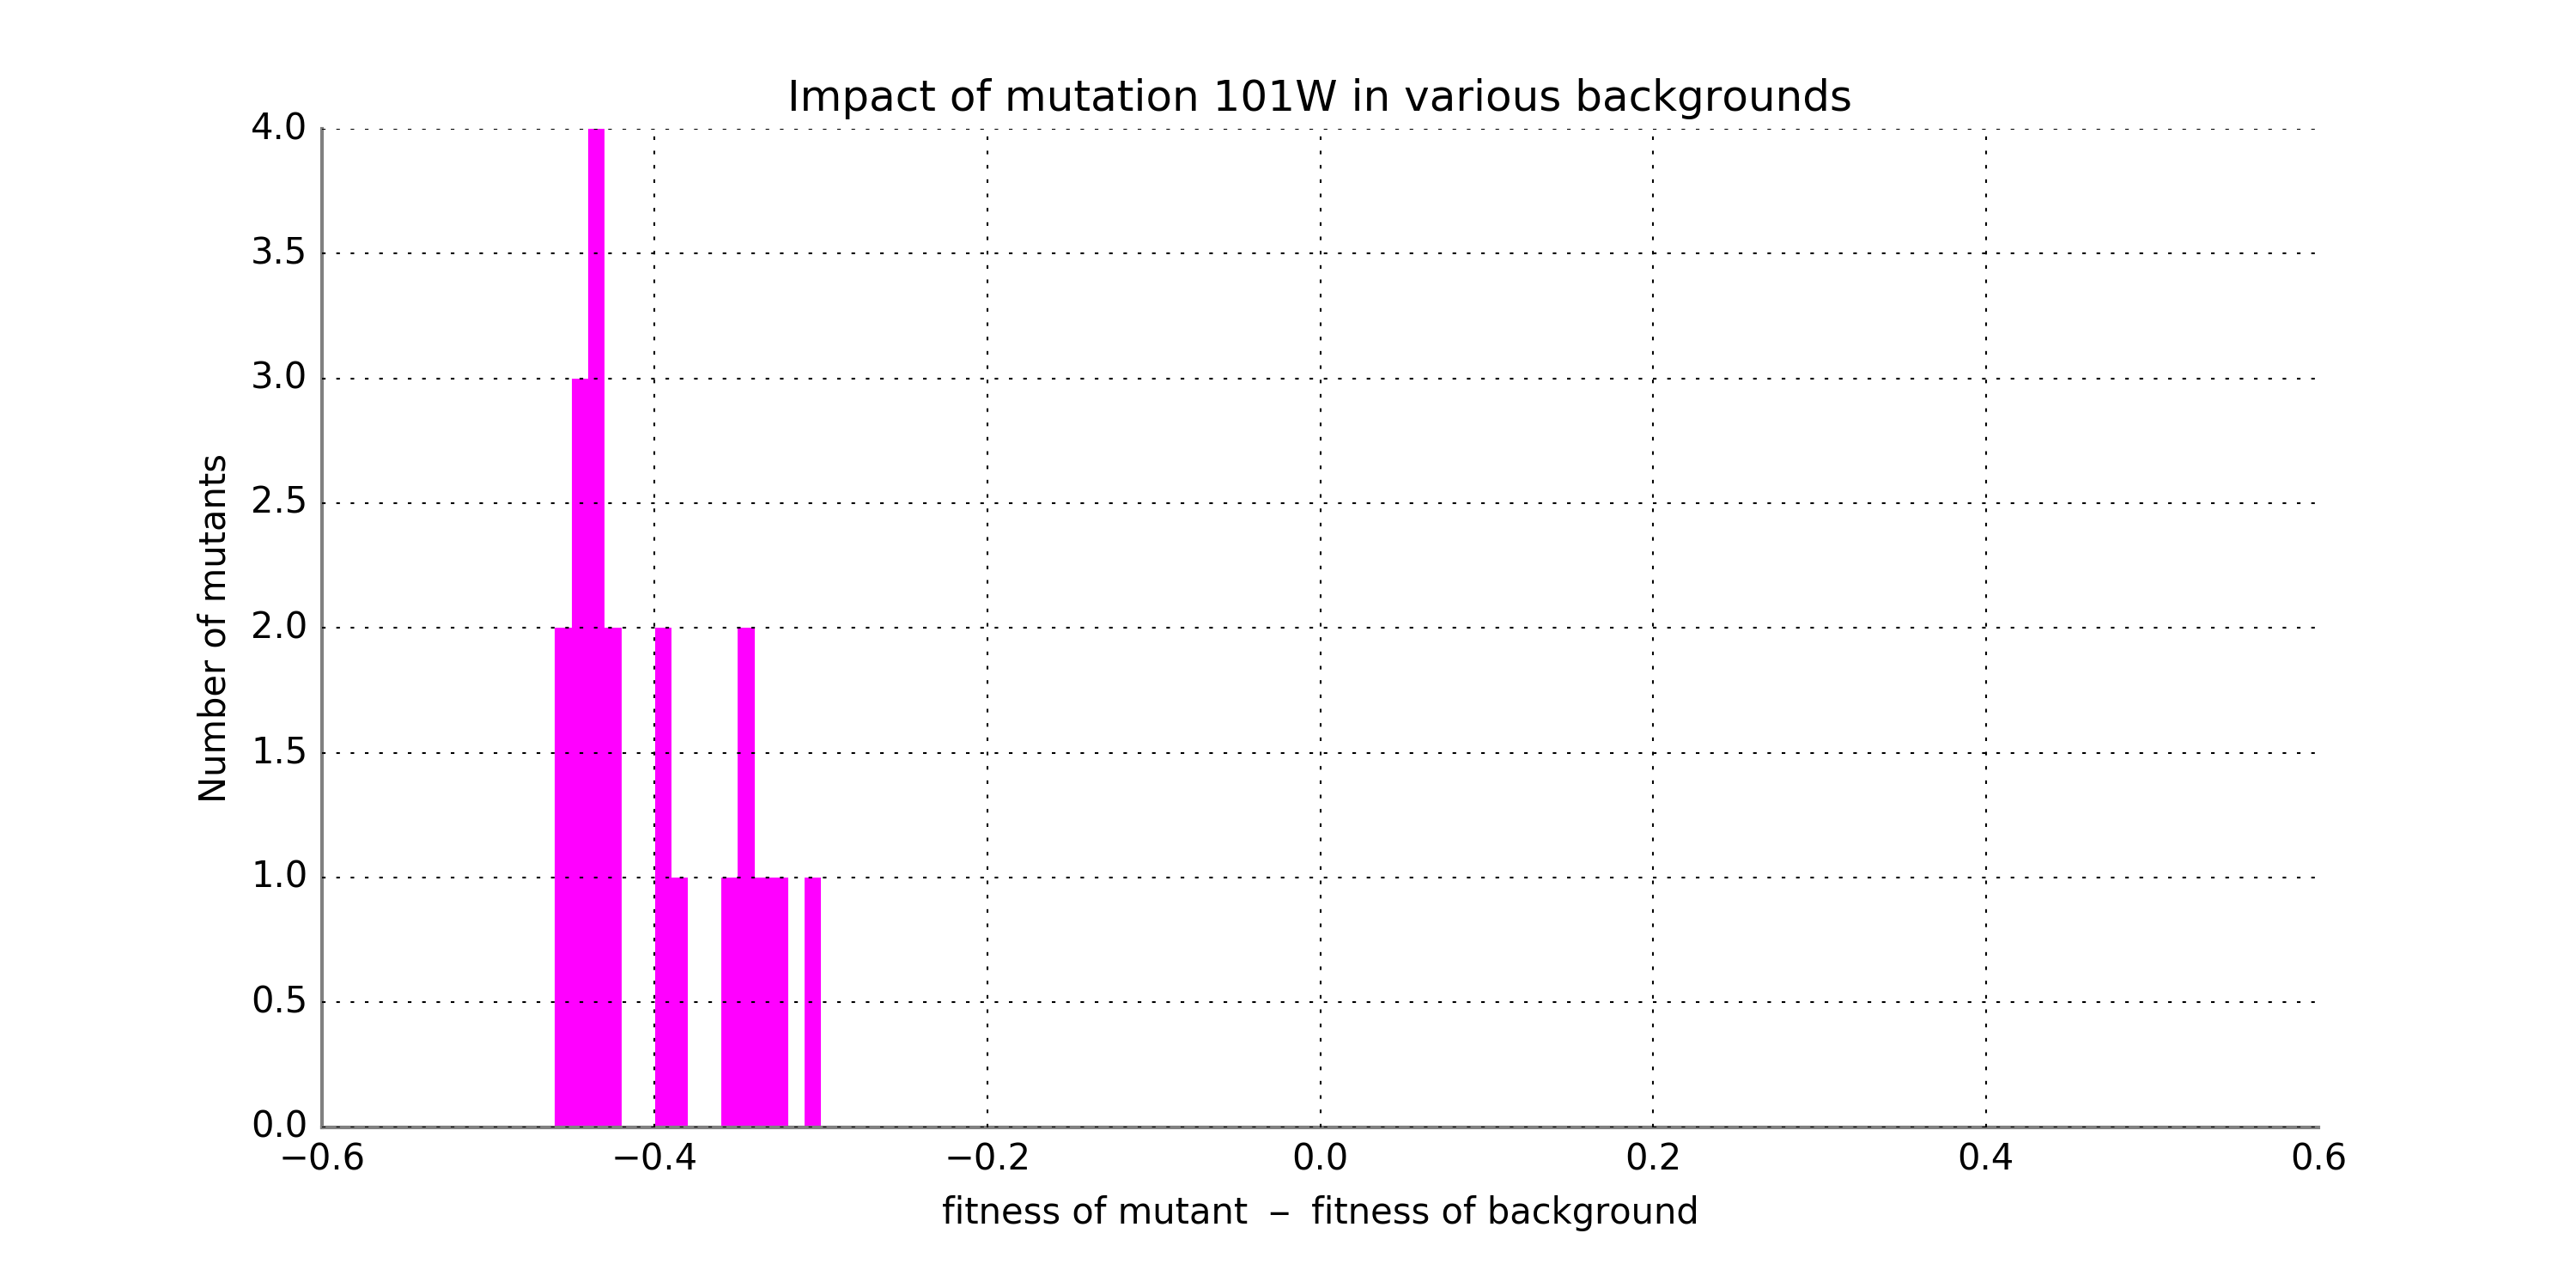 Impact of mutation 101W in various backgrounds
4.0
3.5
3.0
2.5
2.0
1.5
1.0
0.5
0.0
Number of mutants
−0.6 −0.4 −0.2 0.0 0.2 0.4 0.6
fitness of mutant − fitness of background